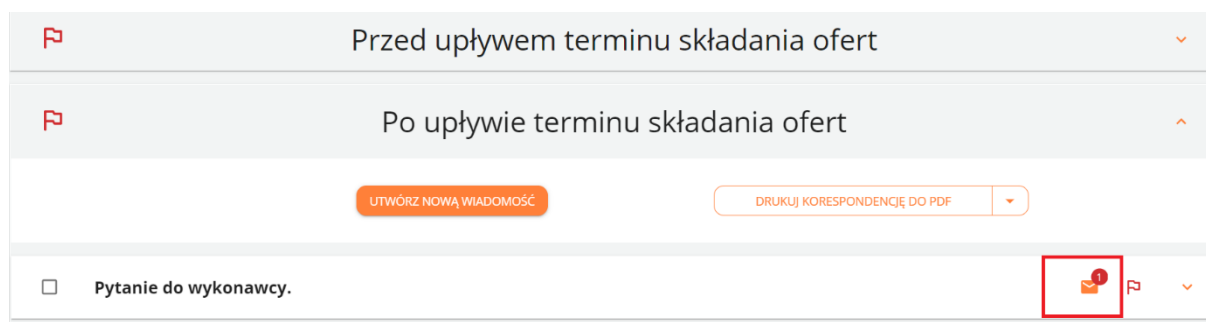 Przed upływem terminu składania ofert
Po upływie terminu składania ofert
UTWÓRZ NOWĄ WIADOMOŚĆ
DRUKUJ KORESPONDENCJĘ DO PDF
Pytanie do wykonawcy.
1